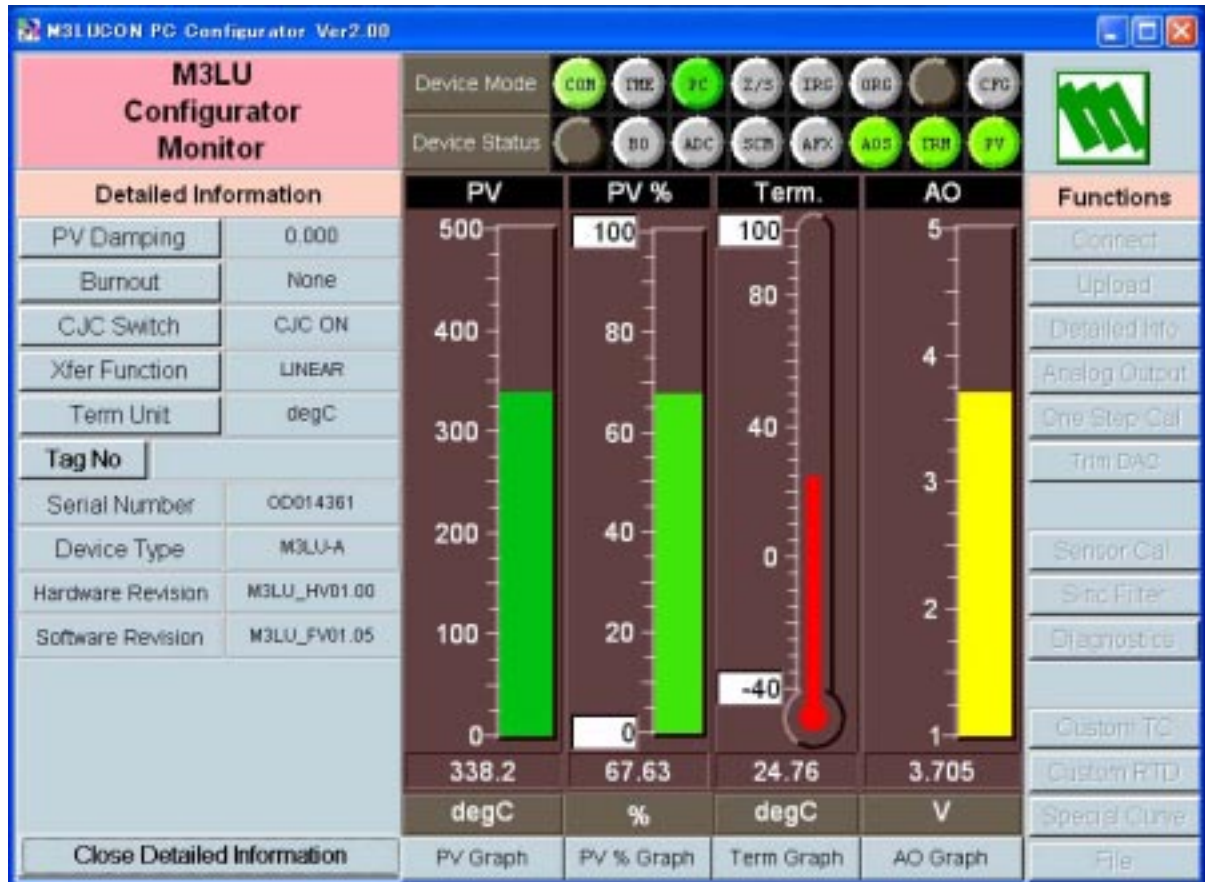 M3LUCON PC Configurator Ver2.00
M3LU
Configurator
Monitor
Device Mode
COM TME PC Z/S IRG ORG CFG
Device Status
BO ADC SCM AFX AOS TRM PV
Detailed Information
PV Damping 0.000
Burnout None
CJC Switch CJC ON
Xfer Function LINEAR
Term Unit degC
Tag No
Serial Number OD014361
Device Type M3LU-A
Hardware Revision M3LU_HV01.00
Software Revision M3LU_FV01.05
Close Detailed Information
PV
500
400
300
200
100
0
338.2
degC
PV Graph
PV %
100
80
60
40
20
0
67.63
%
PV % Graph
Term.
100
80
40
0
-40
24.76
degC
Term Graph
AO
5
4
3
2
1
3.705
V
AO Graph
Functions
Connect
Upload
Detailed Info
Analog Output
One Step Cal
Trim DAC
Sensor Cal
Sinc Filter
Diagnostics
Custom TC
Custom RTD
Special Curve
File